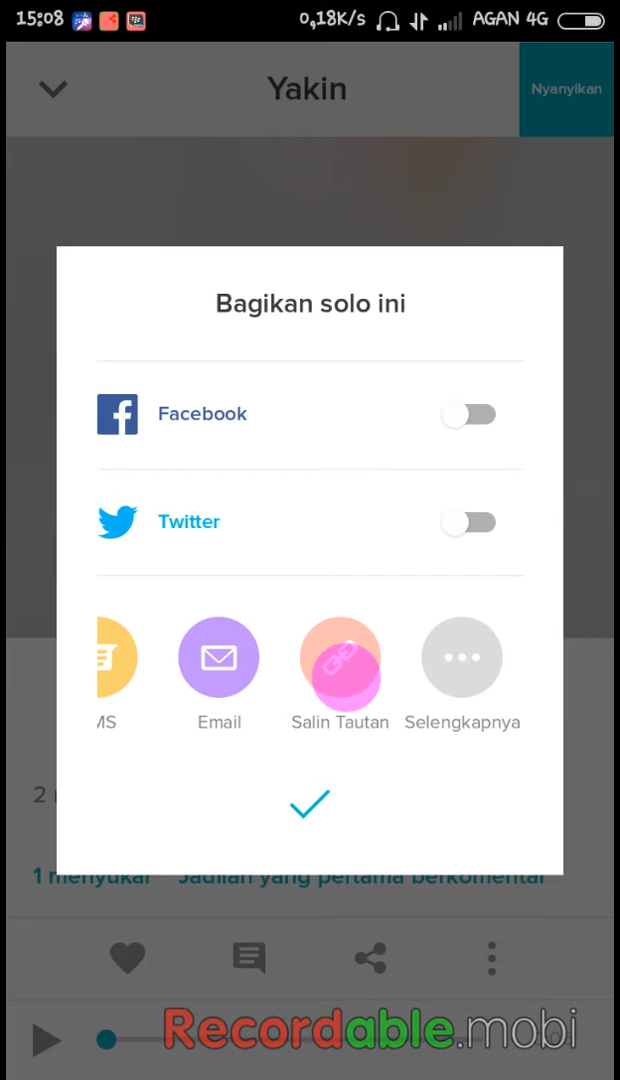 15:08 0,18K/s AGAN 4G
Yakin
Nyanyikan
Bagikan solo ini
Facebook
Twitter
MS Email Salin Tautan Selengkapnya
2
1 menyukai Jadilah yang pertama berkomentar
Recordable.mobi